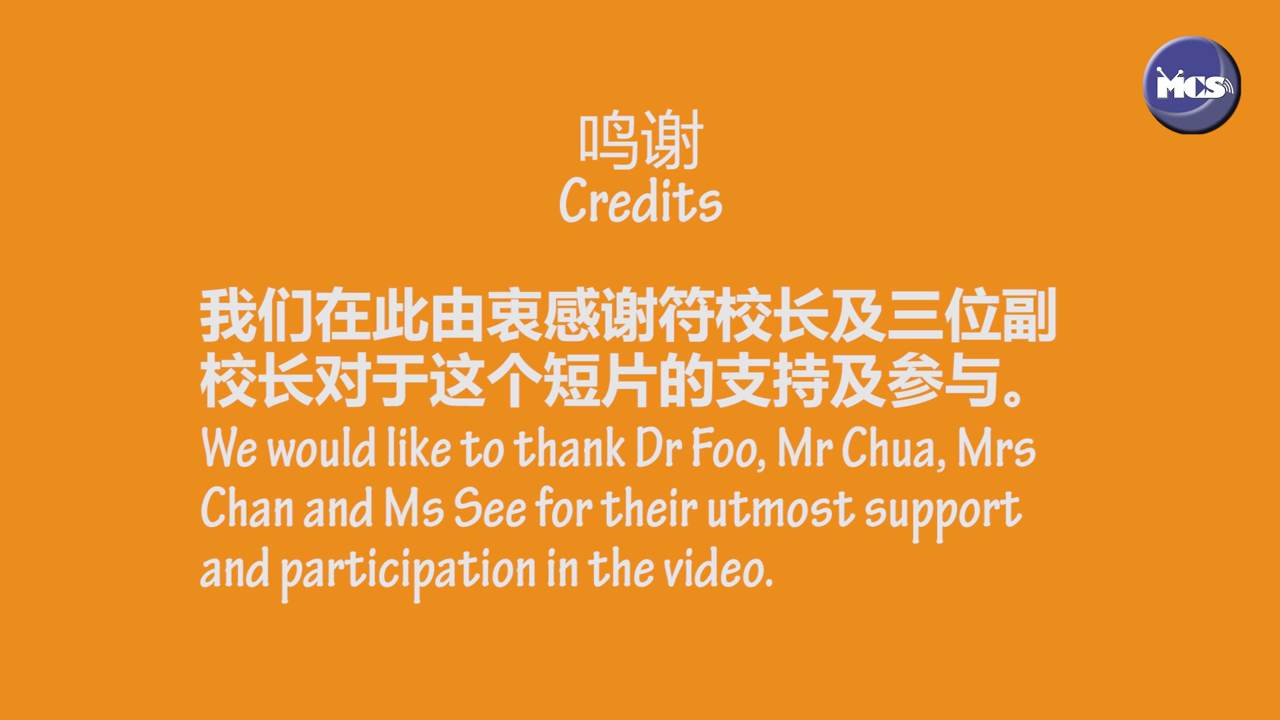 MCS
鸣谢
Credits
我们在此由衷感谢符校长及三位副
校长对于这个短片的支持及参与。
We would like to thank Dr Foo, Mr Chua, Mrs
Chan and Ms See for their utmost support
and participation in the video.